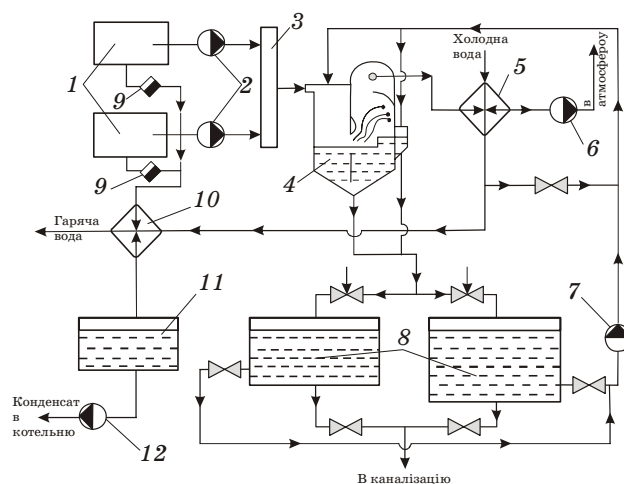 3
Холодна
вода
5
в
атмосфероу
1
2
9
6
4
9
10
Гаряча
вода
11
7
8
Конденсат
в
котельню
12
В каналізацію